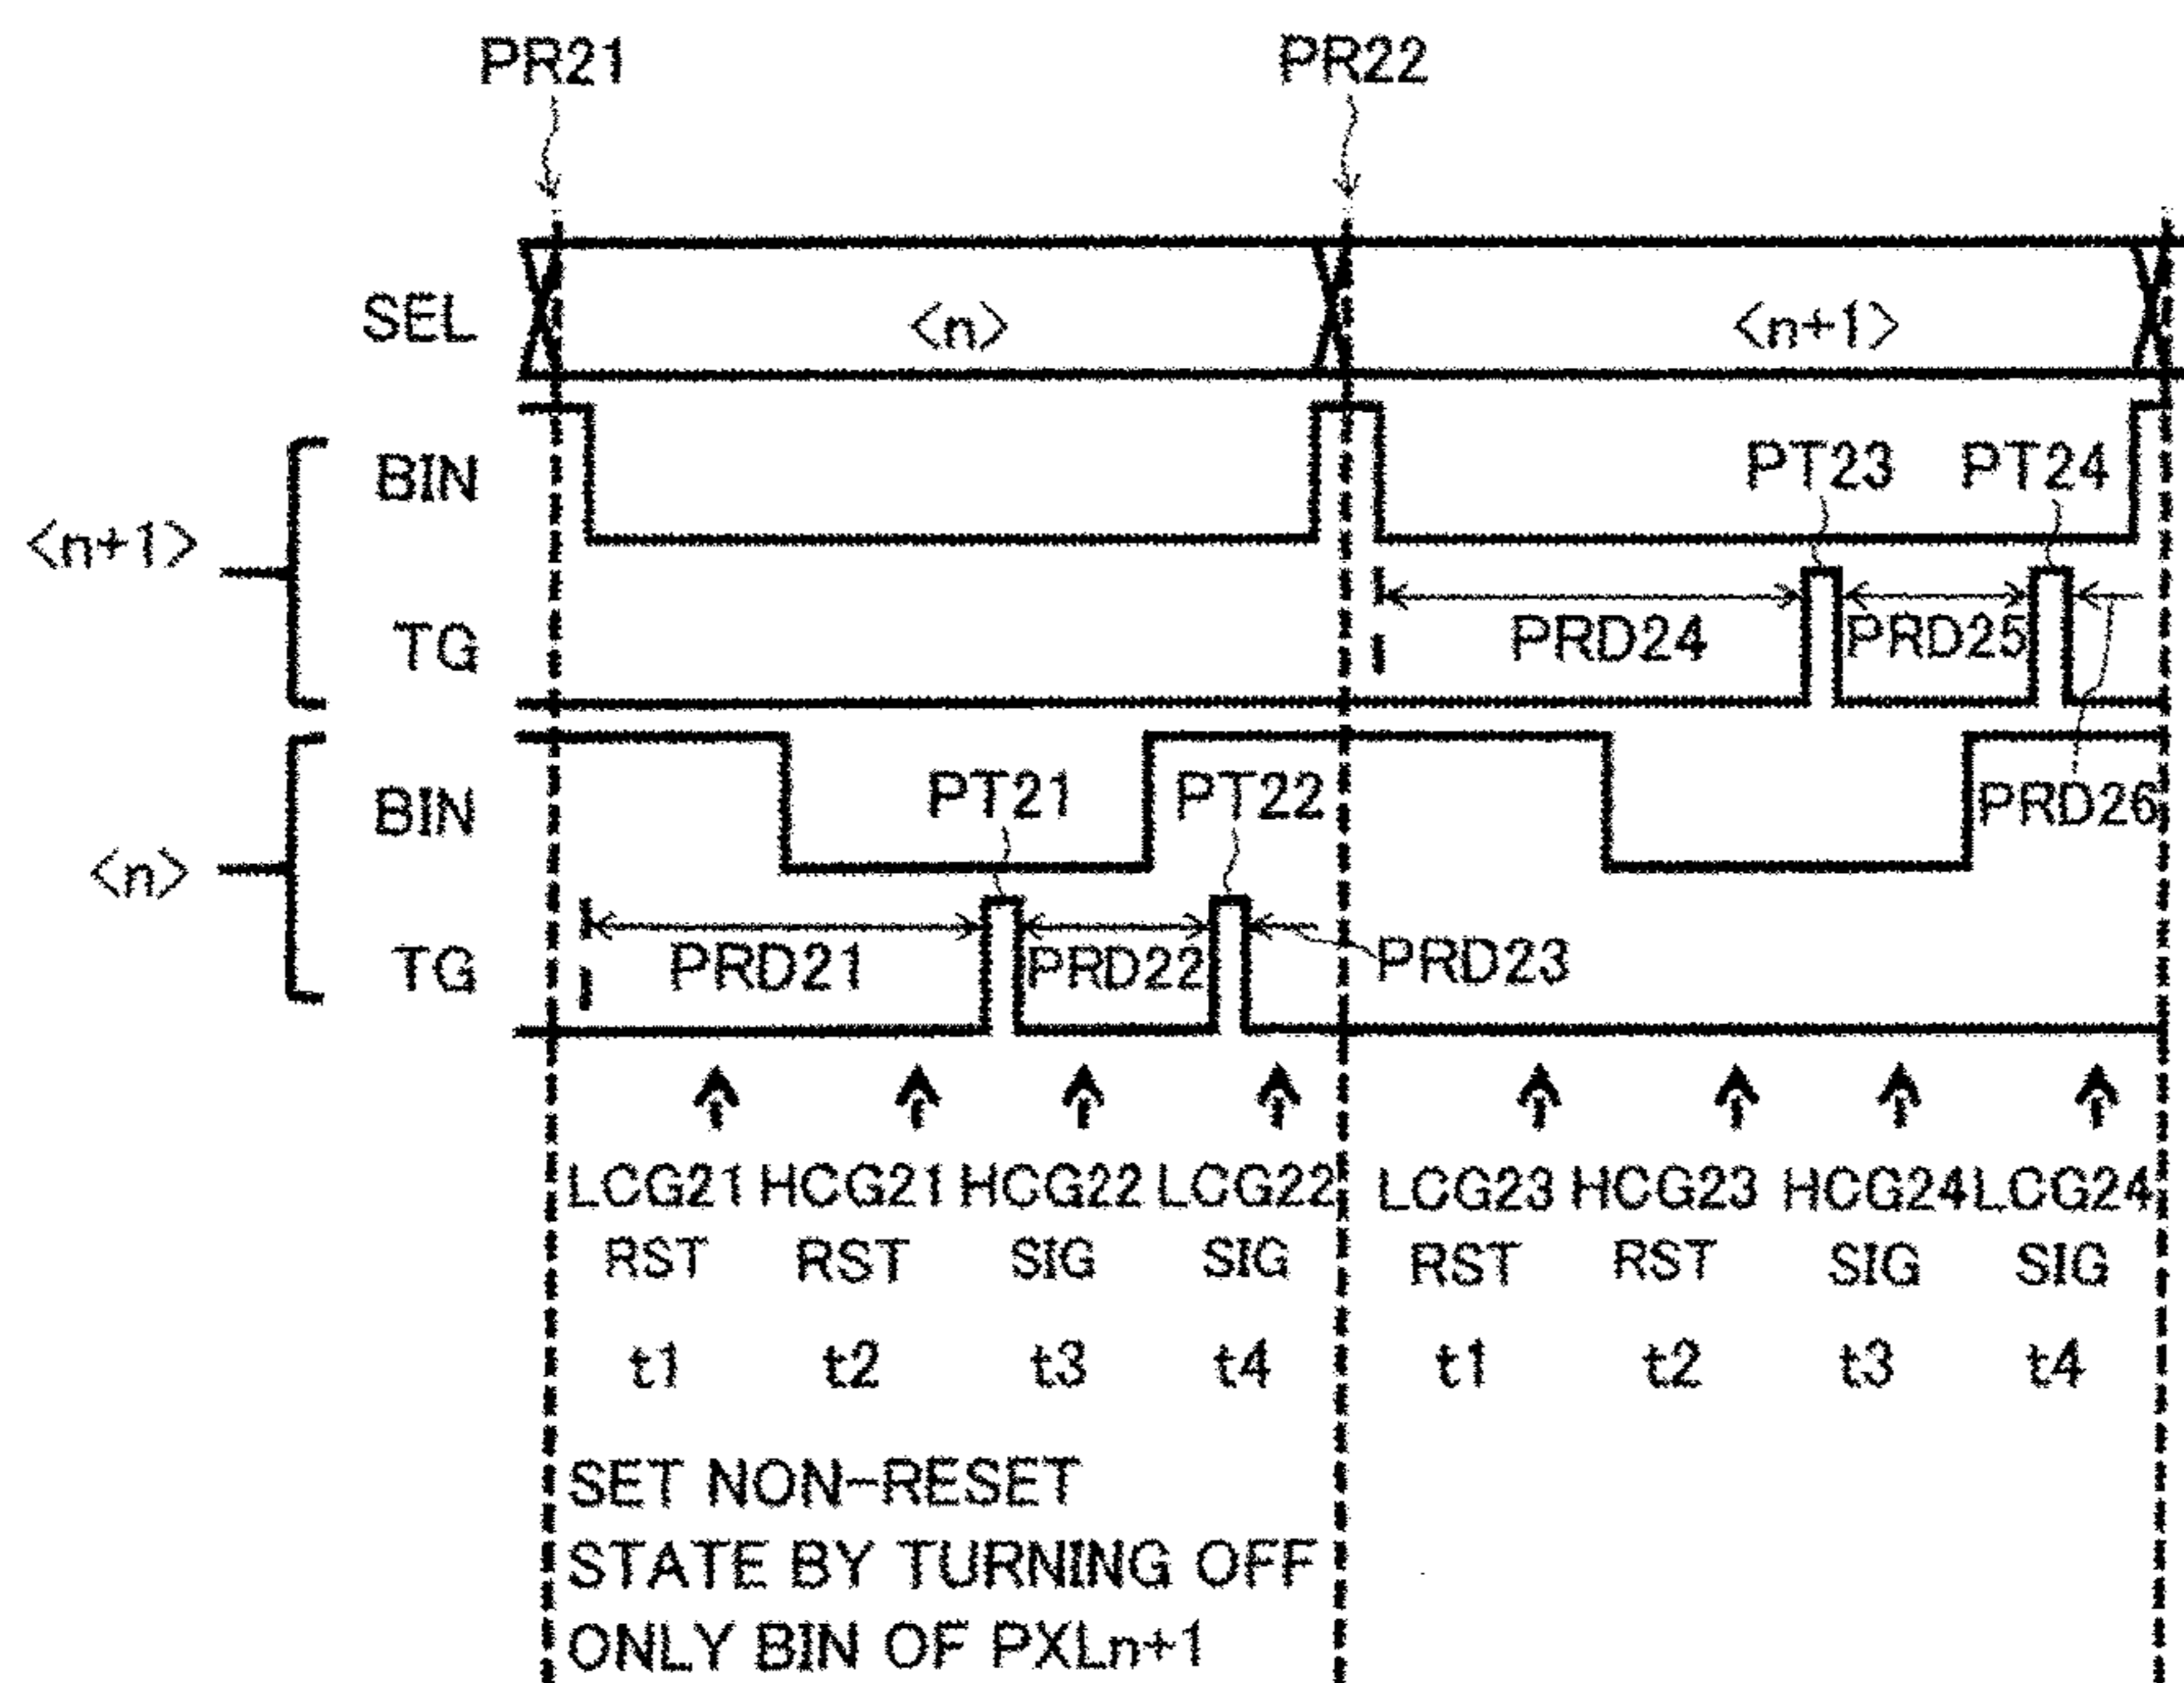 PR21 PR22
SEL <n> <n+1>
BIN PT23 PT24
<n+1>
TG PRD24 PRD25
BIN PT21 PT22 PRD26
<n>
TG PRD21 PRD22 PRD23
LCG21 HCG21 HCG22 LCG22 LCG23 HCG23 HCG24 LCG24
RST RST SIG SIG RST RST SIG SIG
t1 t2 t3 t4 t1 t2 t3 t4
SET NON-RESET
STATE BY TURNING OFF
ONLY BIN OF PXLn+1